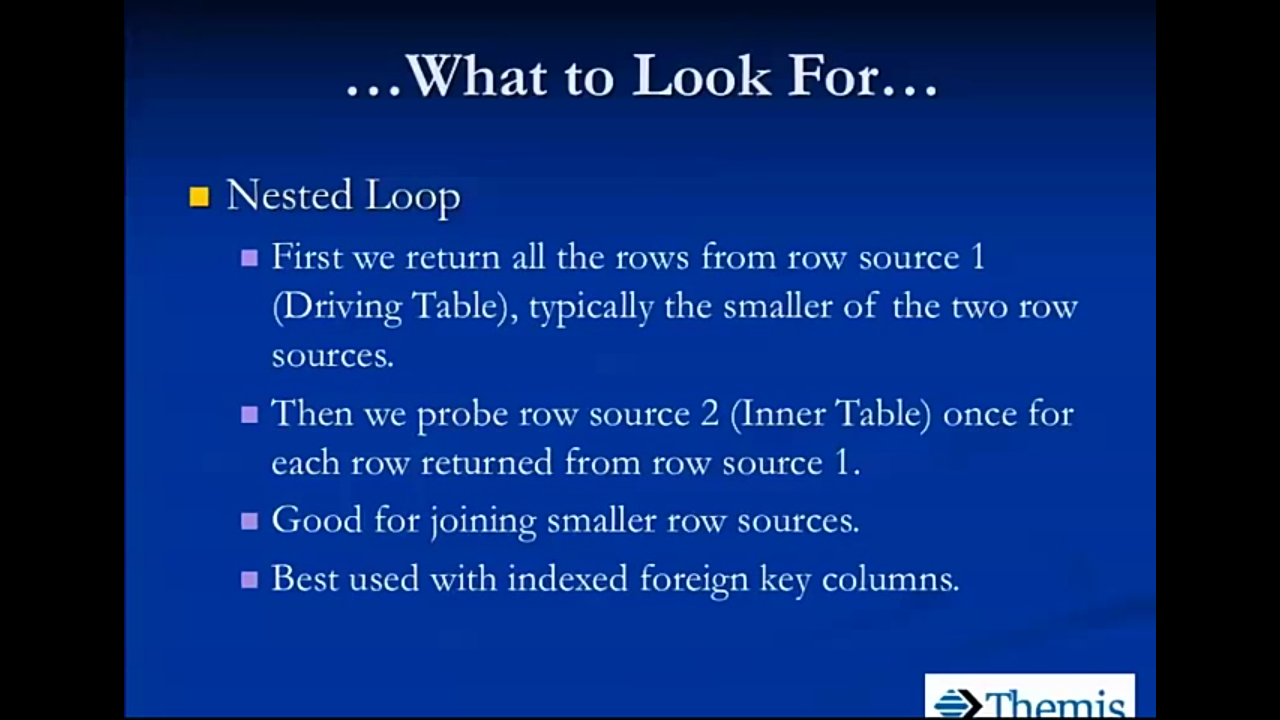 ...What to Look For...
Nested Loop
First we return all the rows from row source 1
(Driving Table), typically the smaller of the two row
sources.
Then we probe row source 2 (Inner Table) once for
each row returned from row source 1.
Good for joining smaller row sources.
Best used with indexed foreign key columns.
Themis